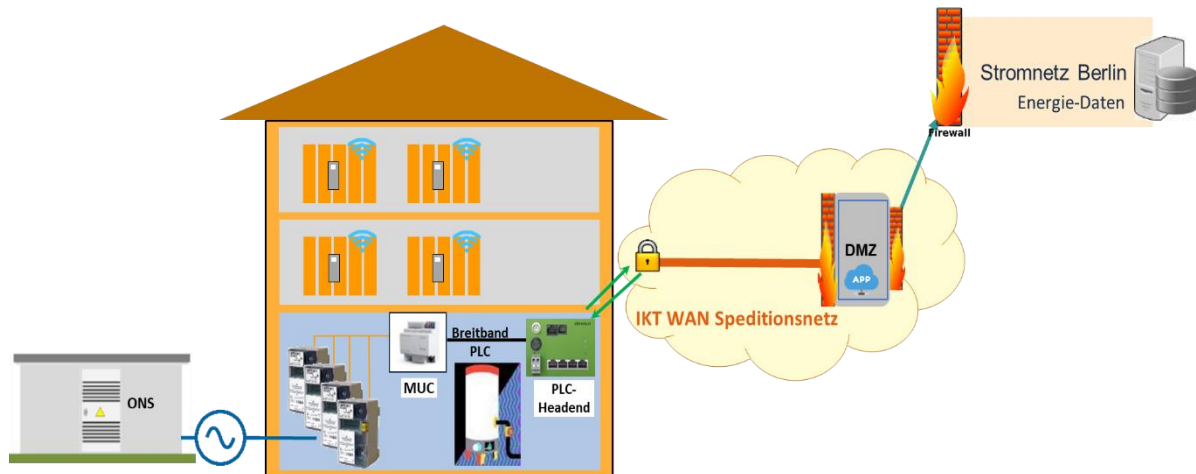 Stromnetz Berlin
Energie-Daten
Firewall
DMZ
APP
IKT WAN Speditionsnetz
Breitband
PLC
MUC
PLC-
Headend
ONS